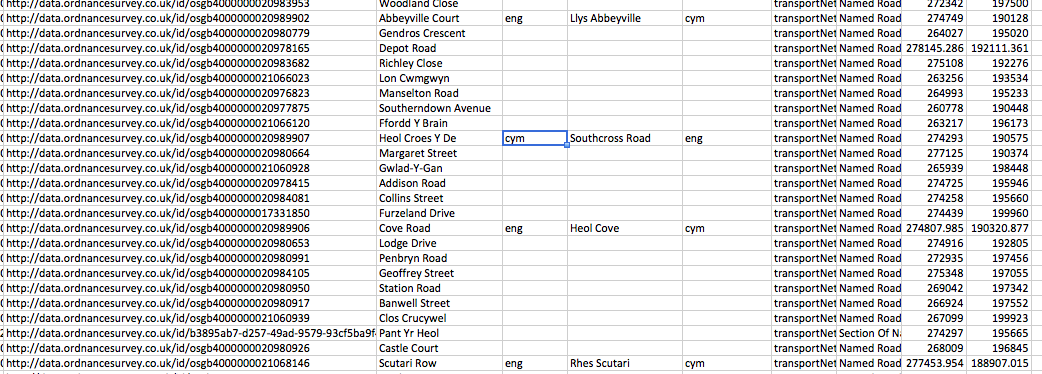 http://data.ordnancesurvey.co.uk/id/osgb4000000020983953 Woodland Close transportNet Named Road 272342 197500
http://data.ordnancesurvey.co.uk/id/osgb4000000020989902 Abbeyville Court eng Llys Abbeyville cym transportNet Named Road 274749 190128
http://data.ordnancesurvey.co.uk/id/osgb4000000020980779 Gendros Crescent transportNet Named Road 264027 195020
http://data.ordnancesurvey.co.uk/id/osgb4000000020978165 Depot Road transportNet Named Road 278145.286 192111.361
http://data.ordnancesurvey.co.uk/id/osgb4000000020983682 Richley Close transportNet Named Road 275108 192276
http://data.ordnancesurvey.co.uk/id/osgb4000000021066023 Lon Cwmgwyn transportNet Named Road 263256 193534
http://data.ordnancesurvey.co.uk/id/osgb4000000020976823 Manselton Road transportNet Named Road 264993 195233
http://data.ordnancesurvey.co.uk/id/osgb4000000020977875 Southerndown Avenue transportNet Named Road 260778 190448
http://data.ordnancesurvey.co.uk/id/osgb4000000021066120 Ffordd Y Brain transportNet Named Road 263217 196173
http://data.ordnancesurvey.co.uk/id/osgb4000000020989907 Heol Croes Y De cym Southcross Road eng transportNet Named Road 274293 190575
http://data.ordnancesurvey.co.uk/id/osgb4000000020980664 Margaret Street transportNet Named Road 277125 190374
http://data.ordnancesurvey.co.uk/id/osgb4000000021060928 Gwlad-Y-Gan transportNet Named Road 265939 198448
http://data.ordnancesurvey.co.uk/id/osgb4000000020978415 Addison Road transportNet Named Road 274725 195946
http://data.ordnancesurvey.co.uk/id/osgb4000000020984081 Collins Street transportNet Named Road 274258 195660
http://data.ordnancesurvey.co.uk/id/osgb4000000017331850 Furzeland Drive transportNet Named Road 274439 199960
http://data.ordnancesurvey.co.uk/id/osgb4000000020989906 Cove Road eng Heol Cove cym transportNet Named Road 274807.985 190320.877
http://data.ordnancesurvey.co.uk/id/osgb4000000020980653 Lodge Drive transportNet Named Road 274916 192805
http://data.ordnancesurvey.co.uk/id/osgb4000000020980991 Penbryn Road transportNet Named Road 272935 197456
http://data.ordnancesurvey.co.uk/id/osgb4000000020984105 Geoffrey Street transportNet Named Road 275348 197055
http://data.ordnancesurvey.co.uk/id/osgb4000000020980950 Station Road transportNet Named Road 269042 197342
http://data.ordnancesurvey.co.uk/id/osgb4000000020980917 Banwell Street transportNet Named Road 266924 197552
http://data.ordnancesurvey.co.uk/id/osgb4000000021060939 Clos Crucywel transportNet Named Road 267099 199923
http://data.ordnancesurvey.co.uk/id/b3895ab7-d257-49ad-9579-93cf5ba9f Pant Yr Heol transportNet Section Of Na 274297 195665
http://data.ordnancesurvey.co.uk/id/osgb4000000020980926 Castle Court transportNet Named Road 268009 196845
http://data.ordnancesurvey.co.uk/id/osgb4000000021068146 Scutari Row eng Rhes Scutari cym transportNet Named Road 277453.954 188907.015